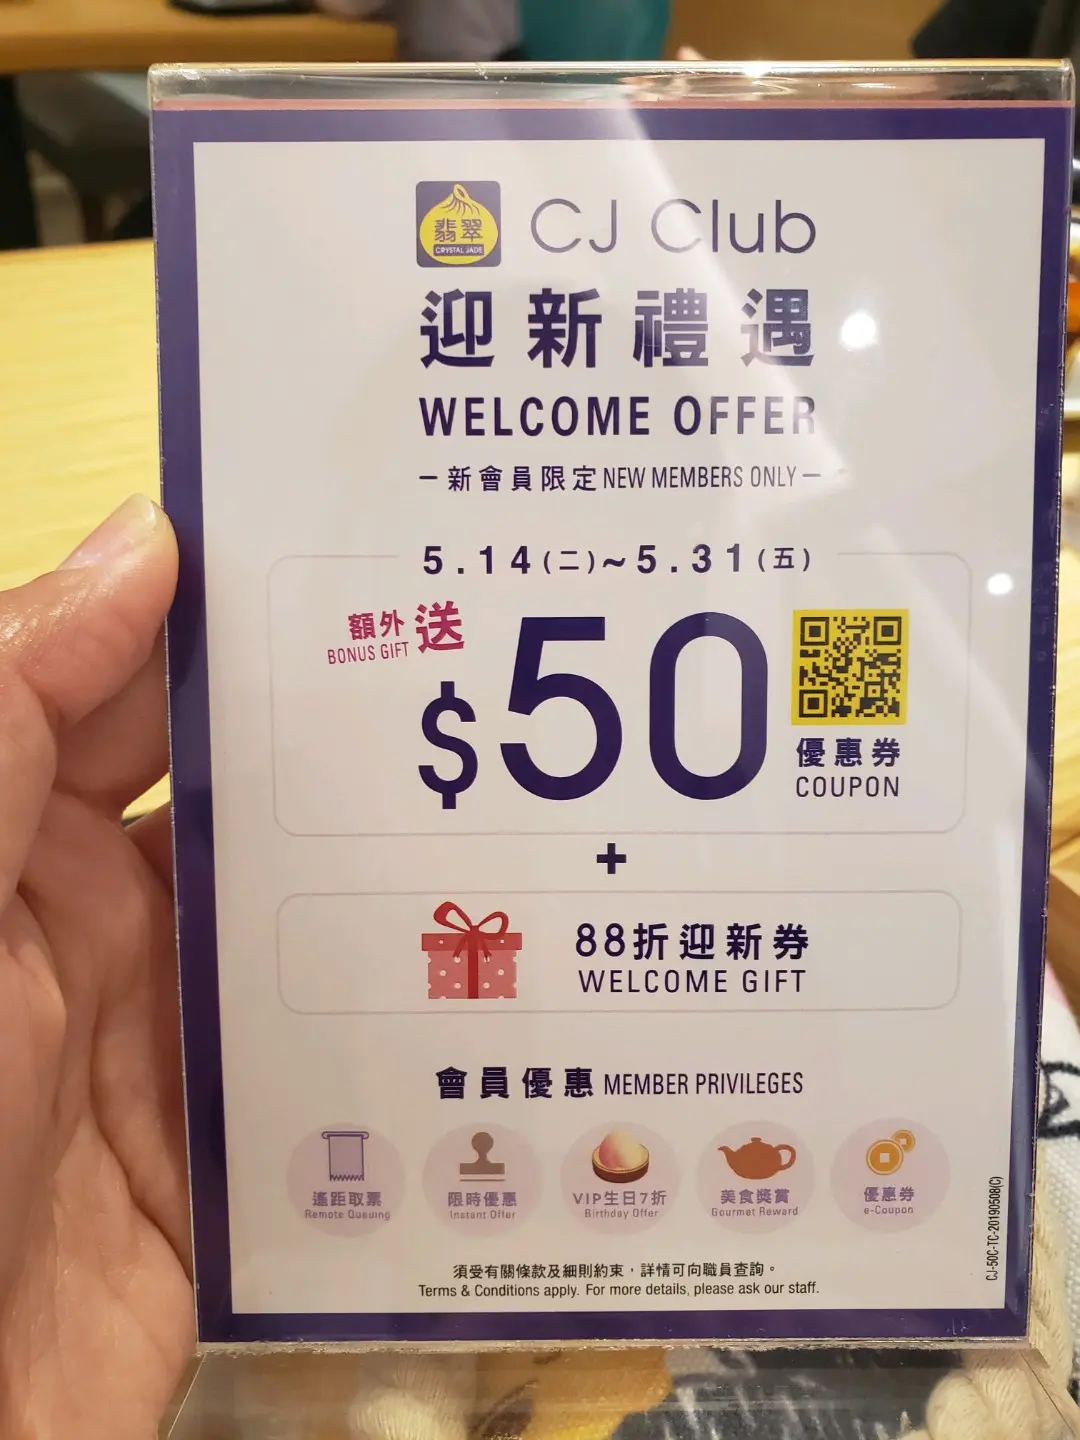 翡翠
CRYSTAL JADE
CJ Club
迎新禮遇
WELCOME OFFER
－新會員限定 NEW MEMBERS ONLY－
5.14(二)~5.31(五)
額外送
BONUS GIFT
$50
優惠券
COUPON
+
88折迎新券
WELCOME GIFT
會員優惠 MEMBER PRIVILEGES
遙距取票
Remote Queuing
限時優惠
Instant Offer
VIP生日7折
Birthday Offer
美食獎賞
Gourmet Reward
優惠券
e-Coupon
須受有關條款及細則約束，詳情可向職員查詢。
Terms & Conditions apply. For more details, please ask our staff.
CJ-50C-TC-20190508(C)